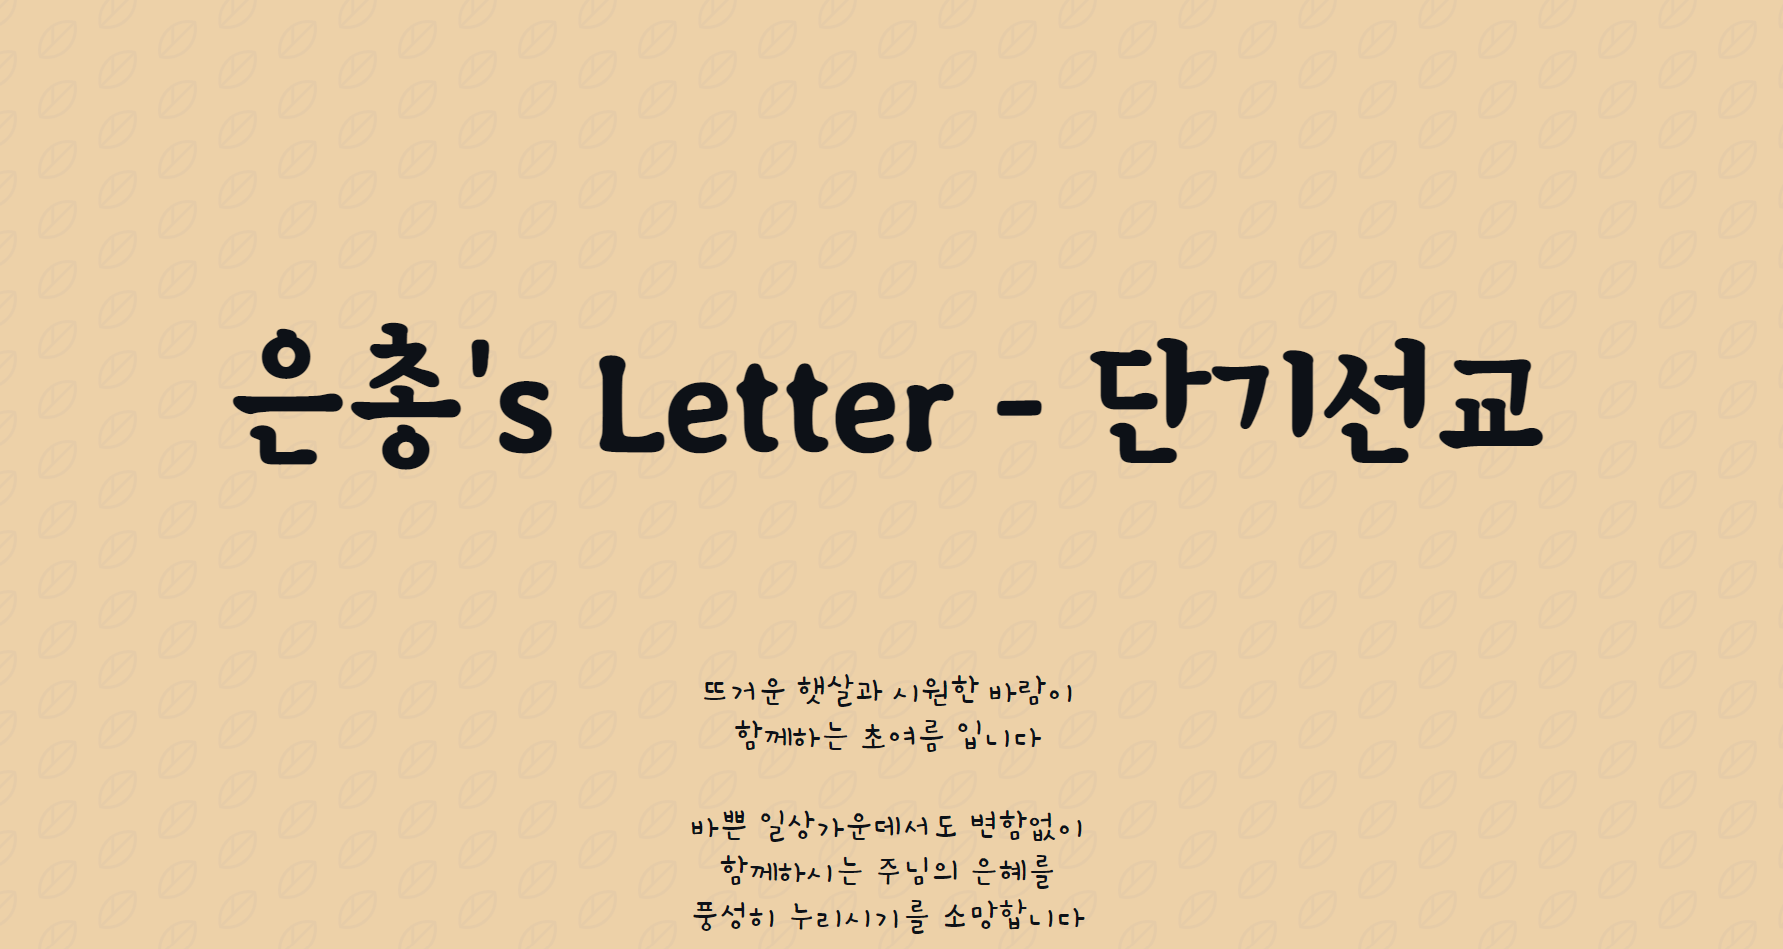 은총's Letter - 단기선교
뜨거운 햇살과 시원한 바람이
함께하는 초여름 입니다
바쁜 일상가운데서도 변함없이
함께하시는 주님의 은혜를
풍성히 누리시기를 소망합니다